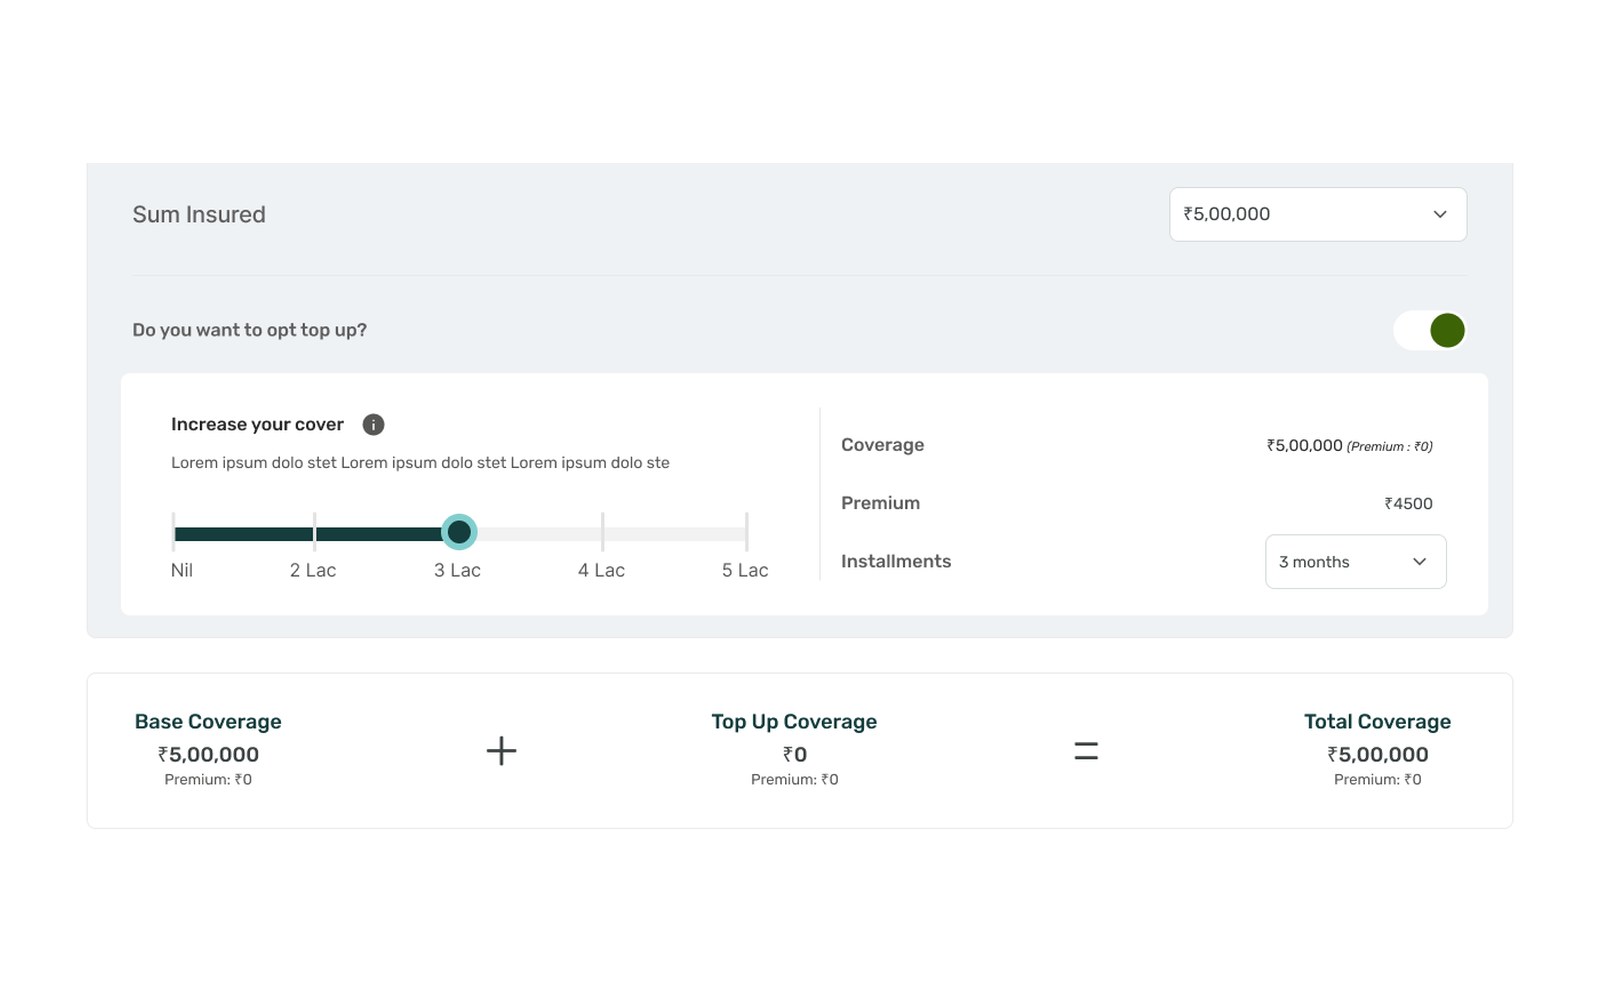 Sum Insured
₹5,00,000
Do you want to opt top up?
Increase your cover
i
Lorem ipsum dolo stet Lorem ipsum dolo stet Lorem ipsum dolo ste
Nil 2 Lac 3 Lac 4 Lac 5 Lac
Coverage ₹5,00,000 (Premium : ₹0)
Premium ₹4500
Installments 3 months
Base Coverage + Top Up Coverage = Total Coverage
₹5,00,000 ₹0 ₹5,00,000
Premium: ₹0 Premium: ₹0 Premium: ₹0